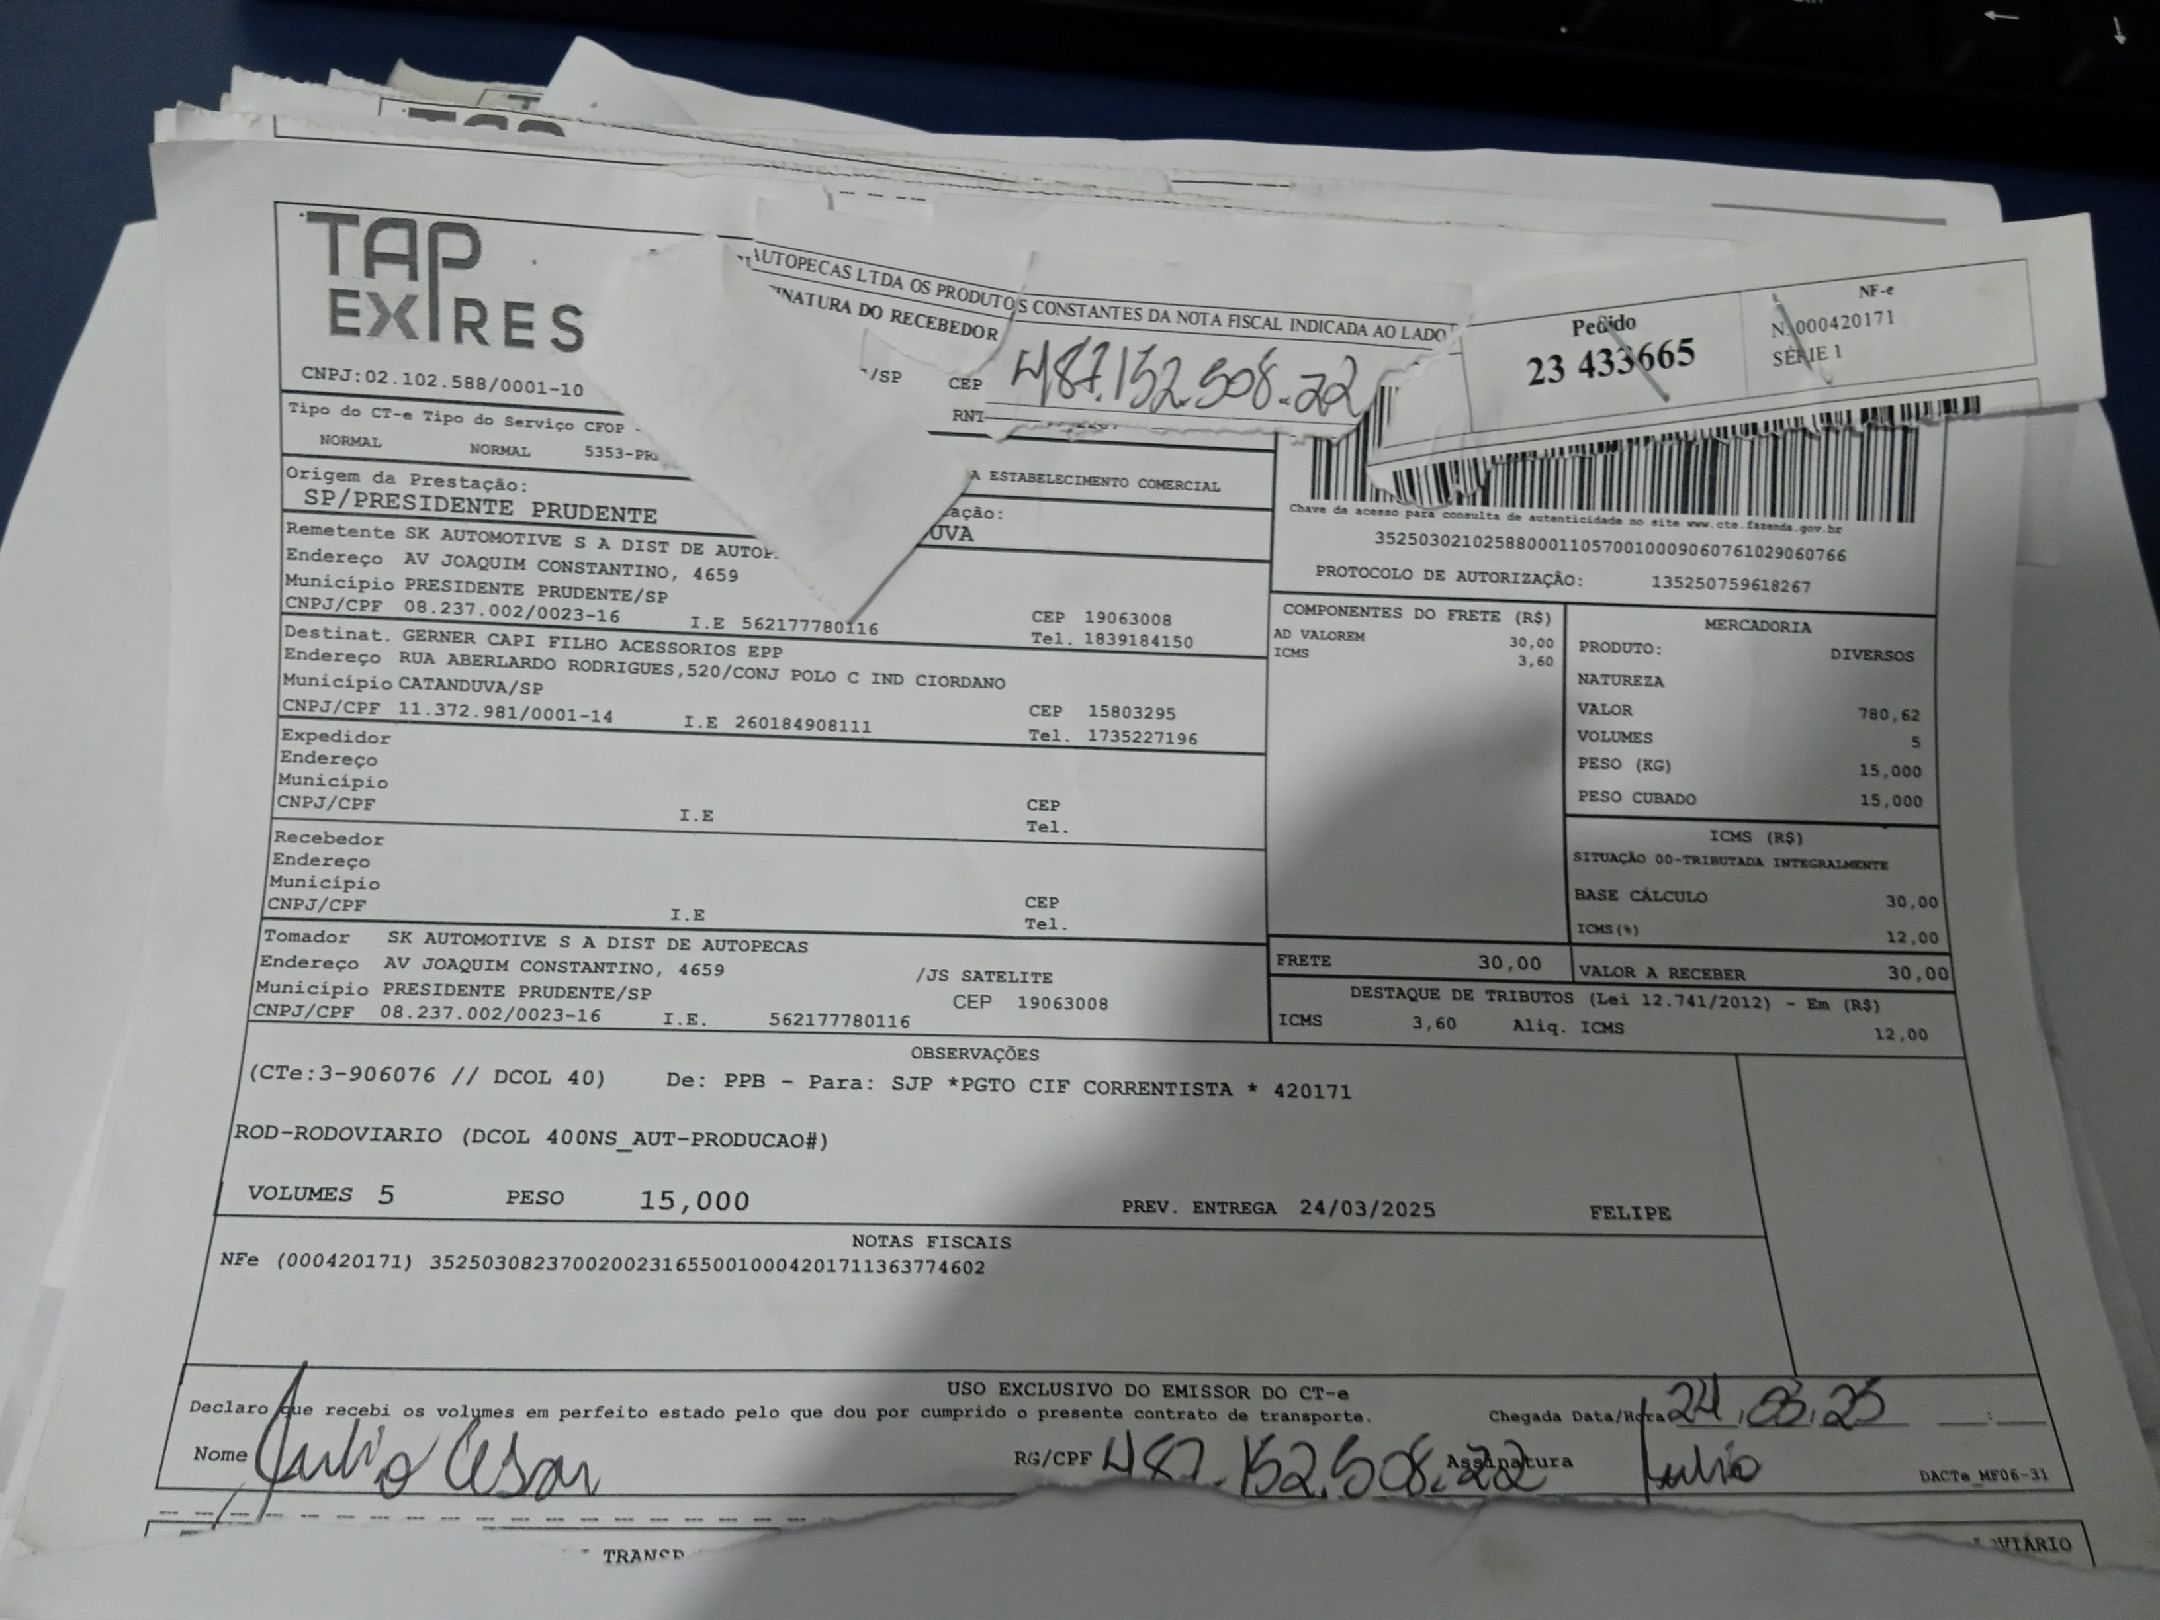 TAP
EXPRES
CNPJ:02.102.588/0001-10
AUTOPECAS LTDA OS PRODUTOS CONSTANTES DA NOTA FISCAL INDICADA AO LADO
DO RECEBEDOR
487.152.508-22
/SP CEP
Pedido
23 433665
NF-e
N.000420171
SÉRIE 1
Tipo do CT-e Tipo do Serviço CFOP -
NORMAL NORMAL 5353-PR
A ESTABELECIMENTO COMERCIAL
Origem da Prestação:
SP/PRESIDENTE PRUDENTE
Chave de acesso para consulta de autenticidade no site www.cte.fazenda.gov.br
35250302102588000110570010009060761029060766
PROTOCOLO DE AUTORIZAÇÃO: 135250759618267
Remetente SK AUTOMOTIVE S A DIST DE
Endereço AV JOAQUIM CONSTANTINO, 4659
Município PRESIDENTE PRUDENTE/SP
CEP 19063008
CNPJ/CPF 08.237.002/0023-16 I.E 562177780116 Tel. 1839184150
Destinat. GERNER CAPI FILHO ACESSORIOS EPP
Endereço RUA ABERLARDO RODRIGUES,520/CONJ POLO C IND CIORDANO
Município CATANDUVA/SP
CEP 15803295
CNPJ/CPF 11.372.981/0001-14 I.E 260184908111 Tel. 1735227196
Expedidor
Endereço
Município
CEP
CNPJ/CPF I.E Tel.
Recebedor
Endereço
Município
CEP
CNPJ/CPF I.E Tel.
Tomador SK AUTOMOTIVE S A DIST DE AUTOPECAS
Endereço AV JOAQUIM CONSTANTINO, 4659 /JS SATELITE
Município PRESIDENTE PRUDENTE/SP CEP 19063008
CNPJ/CPF 08.237.002/0023-16 I.E. 562177780116
COMPONENTES DO FRETE (R$)
AD VALOREM 30,00
ICMS 3,60
MERCADORIA
PRODUTO: DIVERSOS
NATUREZA
VALOR 780,62
VOLUMES 5
PESO (KG) 15,000
PESO CUBADO 15,000
ICMS (R$)
SITUAÇÃO 00-TRIBUTADA INTEGRALMENTE
BASE CÁLCULO 30,00
ICMS(%) 12,00
FRETE 30,00 VALOR A RECEBER 30,00
DESTAQUE DE TRIBUTOS (Lei 12.741/2012) - Em (R$)
ICMS 3,60 Aliq. ICMS 12,00
OBSERVAÇÕES
(CTe:3-906076 // DCOL 40) De: PPB - Para: SJP *PGTO CIF CORRENTISTA * 420171
ROD-RODOVIARIO (DCOL 400NS_AUT-PRODUCAO#)
VOLUMES 5 PESO 15,000 PREV. ENTREGA 24/03/2025 FELIPE
NOTAS FISCAIS
NFe (000420171) 35250308237002002316550010004201711363774602
USO EXCLUSIVO DO EMISSOR DO CT-e
Declaro que recebi os volumes em perfeito estado pelo que dou por cumprido o presente contrato de transporte. Chegada Data/Hora 24.03.25
Nome Julio Cesar RG/CPF 487.152.508.22 Assinatura Julio
DACTe_MF06-31